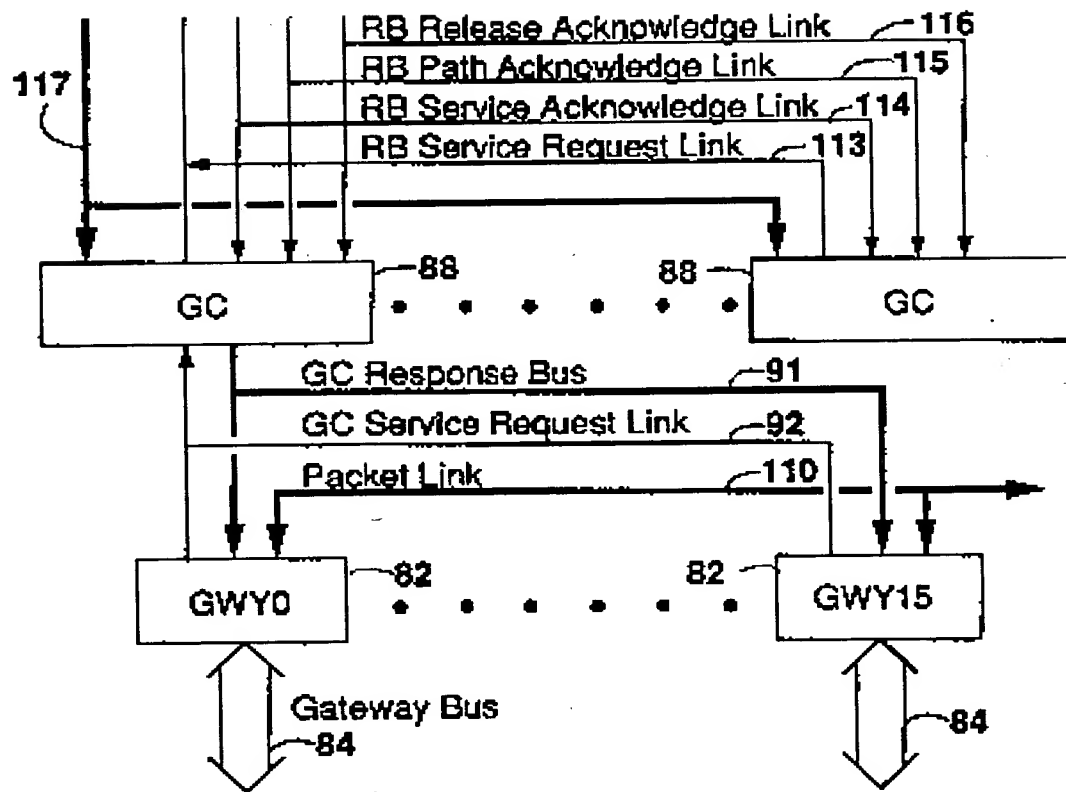 RB Release Acknowledge Link 116
117
RB Path Acknowledge Link 115
RB Service Acknowledge Link 114
RB Service Request Link 113
88
88
GC
GC
GC Response Bus 91
GC Service Request Link 92
Packet Link 110
82
82
GWY0
GWY15
Gateway Bus
84
84